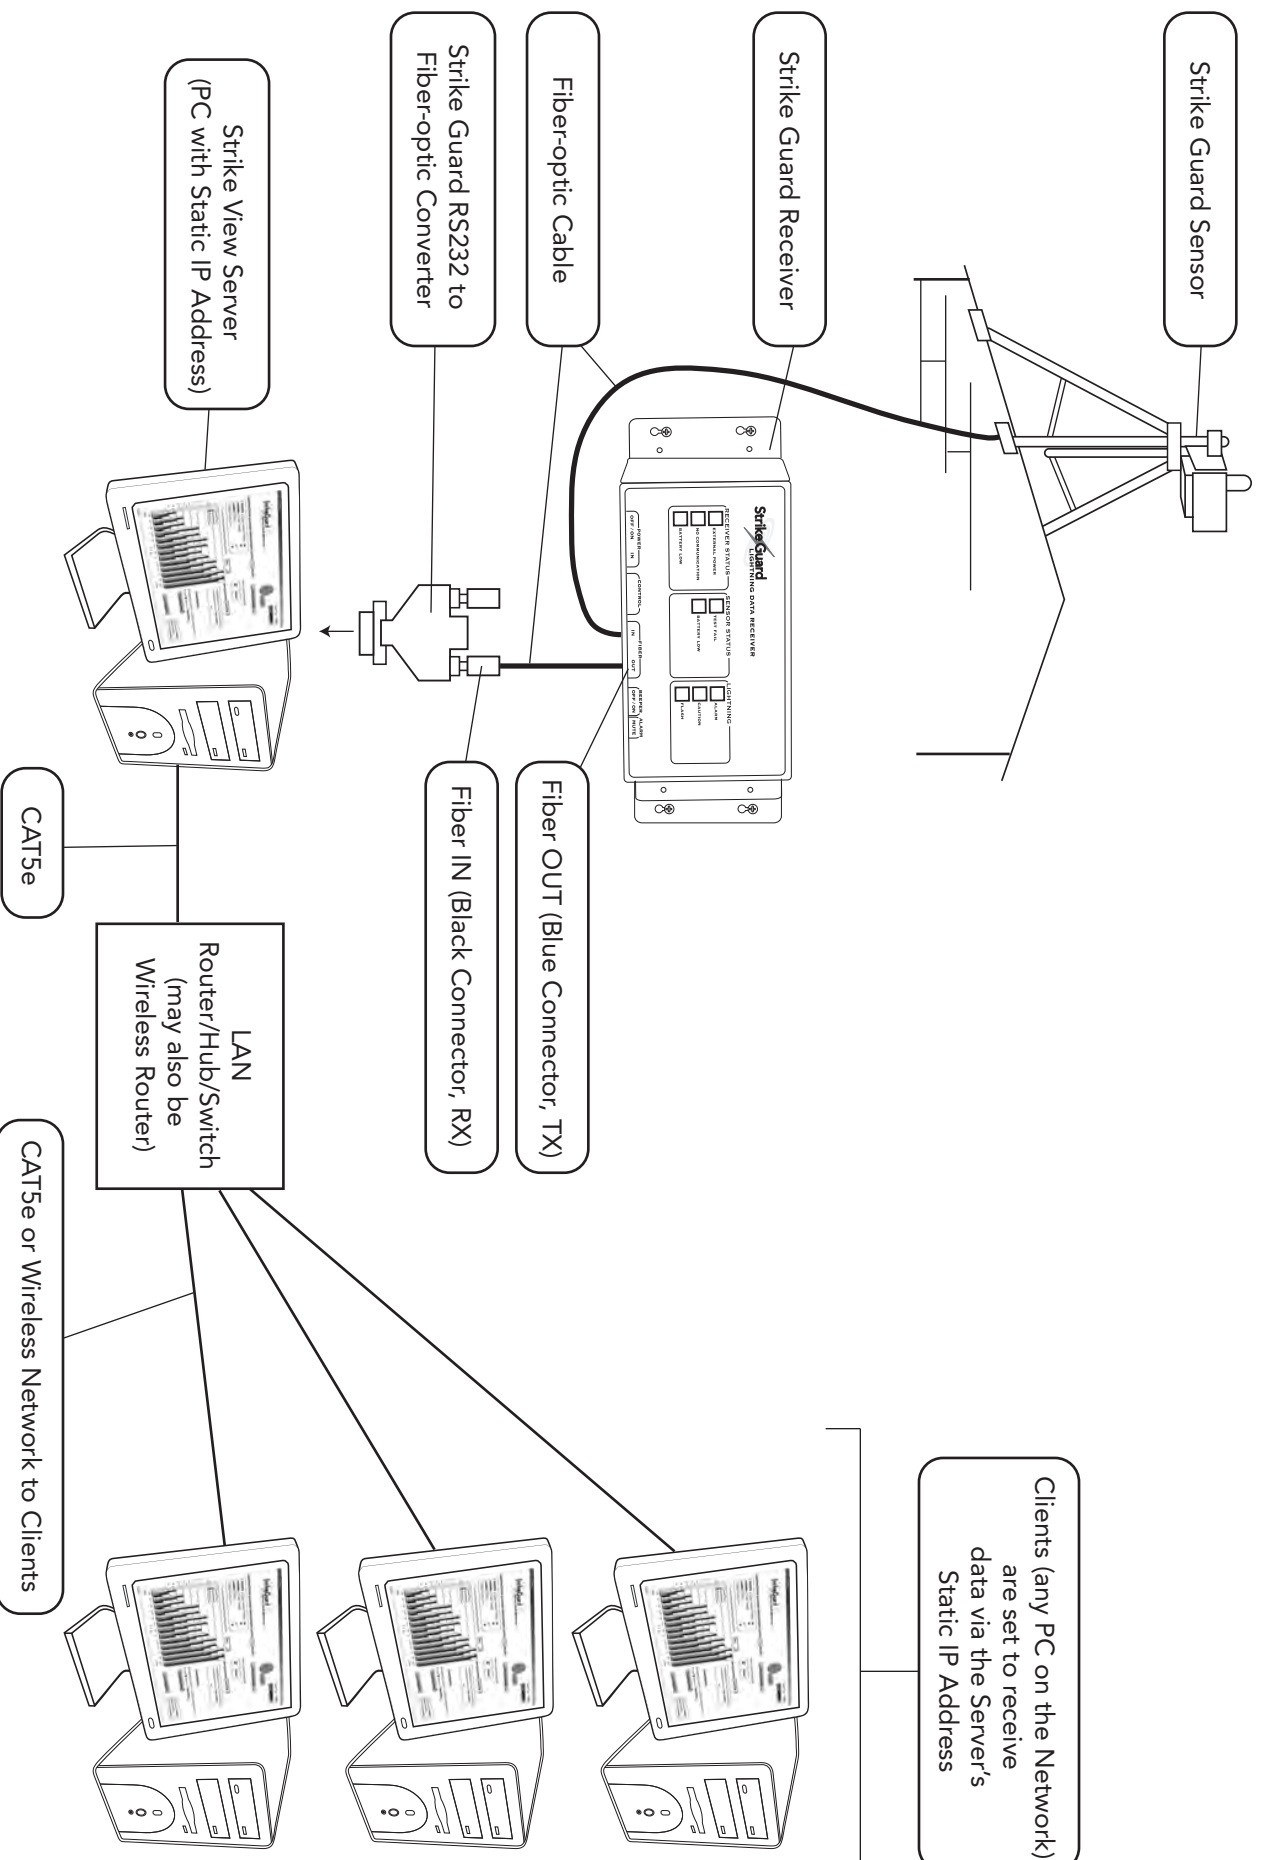 Strike Guard Sensor
Strike Guard Receiver
Fiber-optic Cable
Strike Guard RS232 to
Fiber-optic Converter
Strike View Server
(PC with Static IP Address)
StrikeGuard
LIGHTNING DATA RECEIVER
RECEIVER STATUS
EXTERNAL POWER
NO COMMUNICATION
BATTERY LOW
SENSOR STATUS
TEST FAIL
BATTERY LOW
LIGHTNING
ALARM
CAUTION
FLASH
POWER
OFF / ON IN
CONTROL
FIBER
IN OUT
BEEPER
OFF / ON
ALARM
MUTE
Fiber OUT (Blue Connector, TX)
Fiber IN (Black Connector, RX)
CAT5e
LAN
Router/Hub/Switch
(may also be
Wireless Router)
CAT5e or Wireless Network to Clients
Clients (any PC on the Network)
are set to receive
data via the Server's
Static IP Address